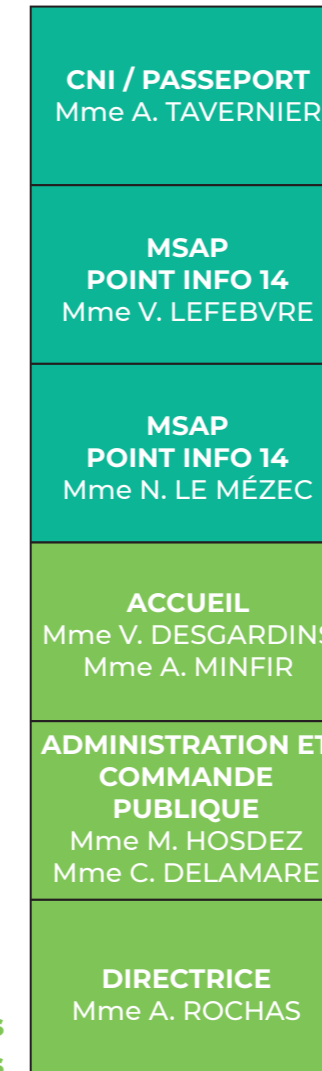 CNI / PASSEPORT
Mme A. TAVERNIER
MSAP
POINT INFO 14
Mme V. LEFEBVRE
MSAP
POINT INFO 14
Mme N. LE MÉZEC
ACCUEIL
Mme V. DESGARDINS
Mme A. MINFIR
ADMINISTRATION ET
COMMANDE
PUBLIQUE
Mme M. HOSDEZ
Mme C. DELAMARE
DIRECTRICE
Mme A. ROCHAS